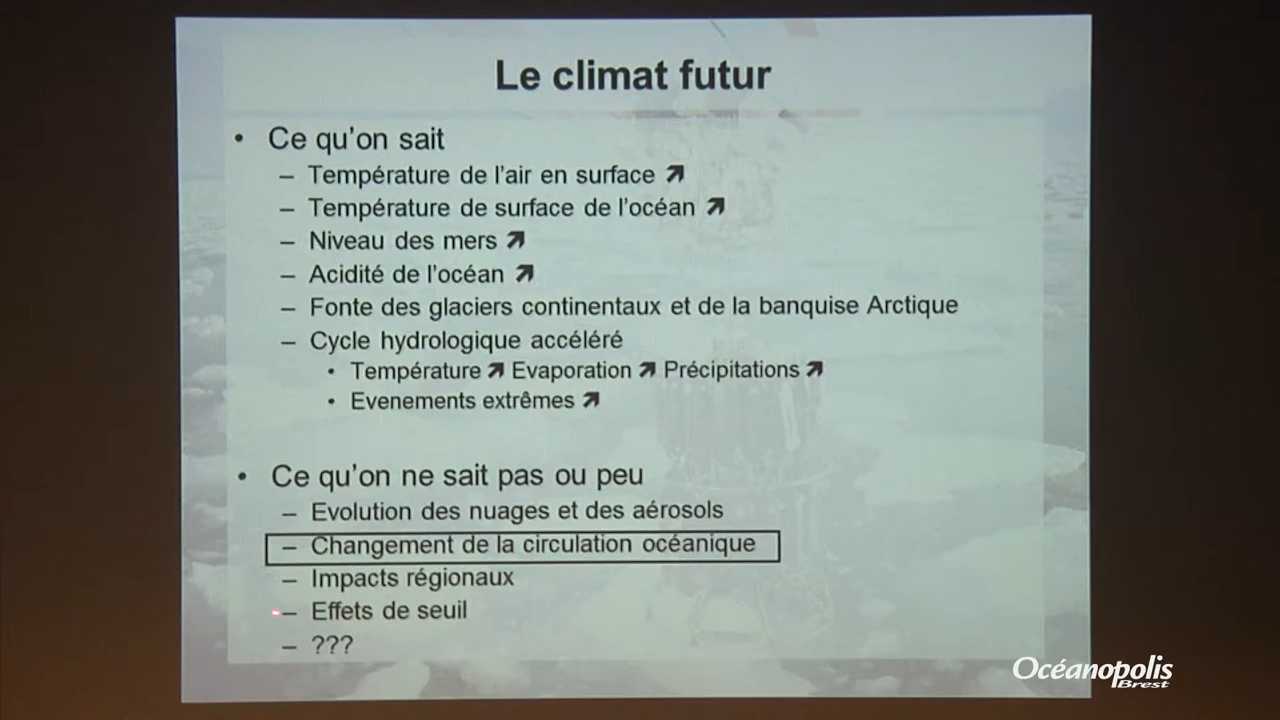 Le climat futur
• Ce qu'on sait
– Température de l'air en surface ↗
– Température de surface de l'océan ↗
– Niveau des mers ↗
– Acidité de l'océan ↗
– Fonte des glaciers continentaux et de la banquise Arctique
– Cycle hydrologique accéléré
• Température ↗ Evaporation ↗ Précipitations ↗
• Evenements extrêmes ↗
• Ce qu'on ne sait pas ou peu
– Evolution des nuages et des aérosols
– Changement de la circulation océanique
– Impacts régionaux
– Effets de seuil
– ???
Océanopolis
Brest